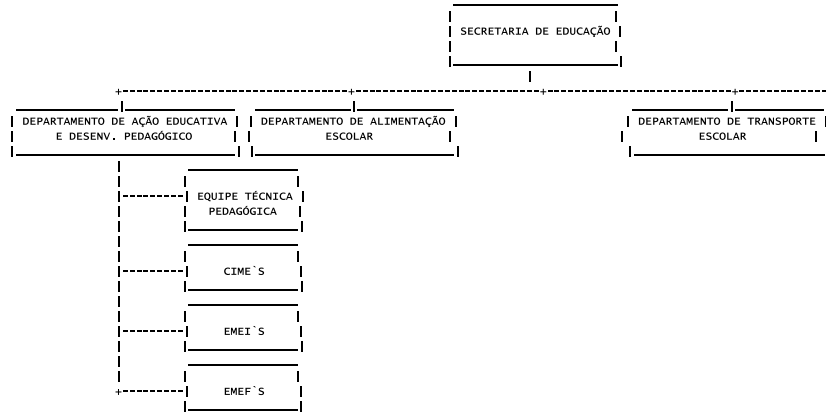 SECRETARIA DE EDUCAÇÃO
DEPARTAMENTO DE AÇÃO EDUCATIVA
E DESENV. PEDAGÓGICO
DEPARTAMENTO DE ALIMENTAÇÃO
ESCOLAR
DEPARTAMENTO DE TRANSPORTE
ESCOLAR
EQUIPE TÉCNICA
PEDAGÓGICA
CIME`S
EMEI`S
EMEF`S